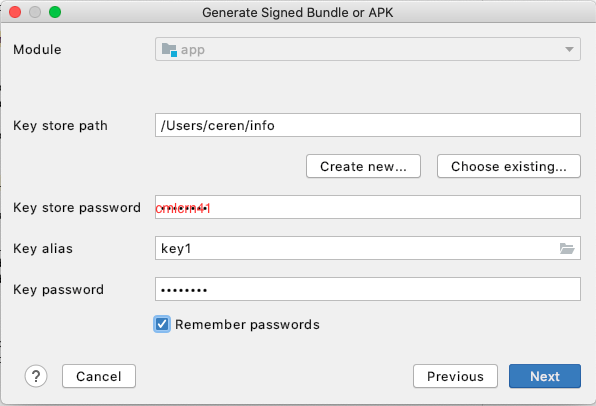 Generate Signed Bundle or APK
Module
app
Key store path
/Users/ceren/info
Create new...
Choose existing...
Key store password
cmlcrn41
Key alias
key1
Key password
••••••••
Remember passwords
?
Cancel
Previous
Next